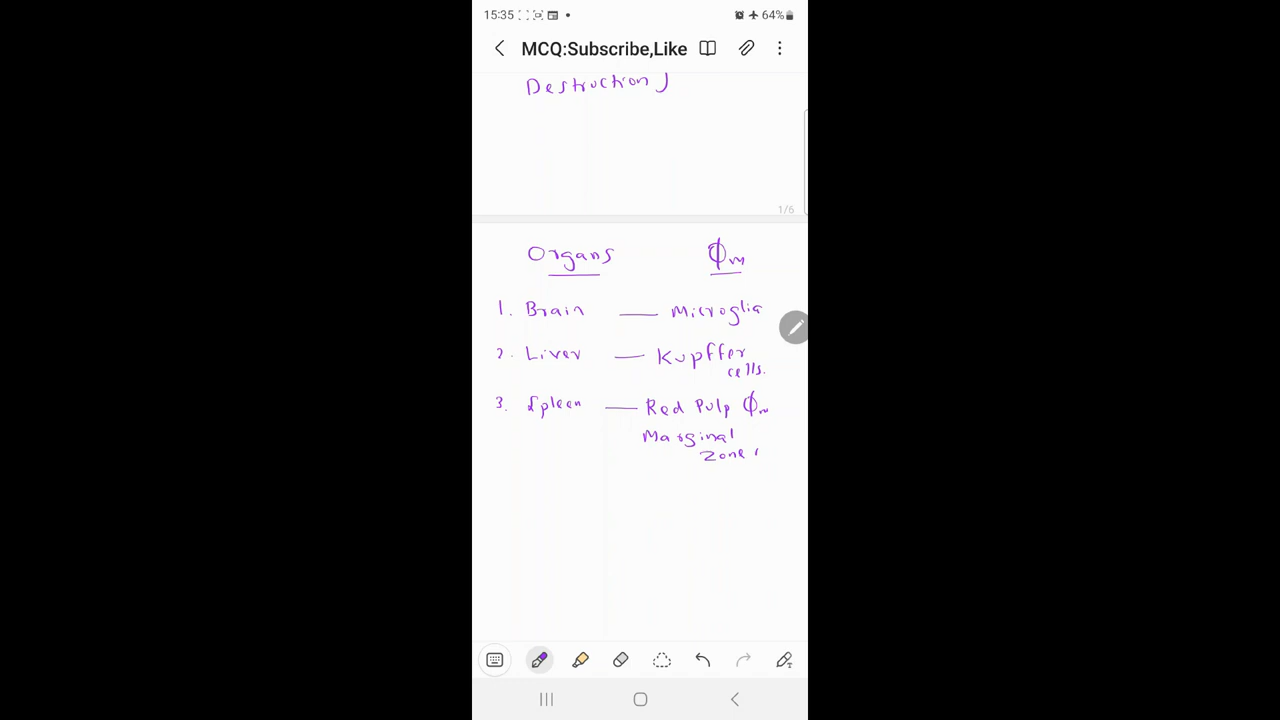 15:35 64%
MCQ:Subscribe,Like
Destruction)
1/6
Organs Φm
1. Brain — Microglia
2. Liver — Kupffer
cells.
3. Spleen — Red Pulp Φm
Marginal
Zone